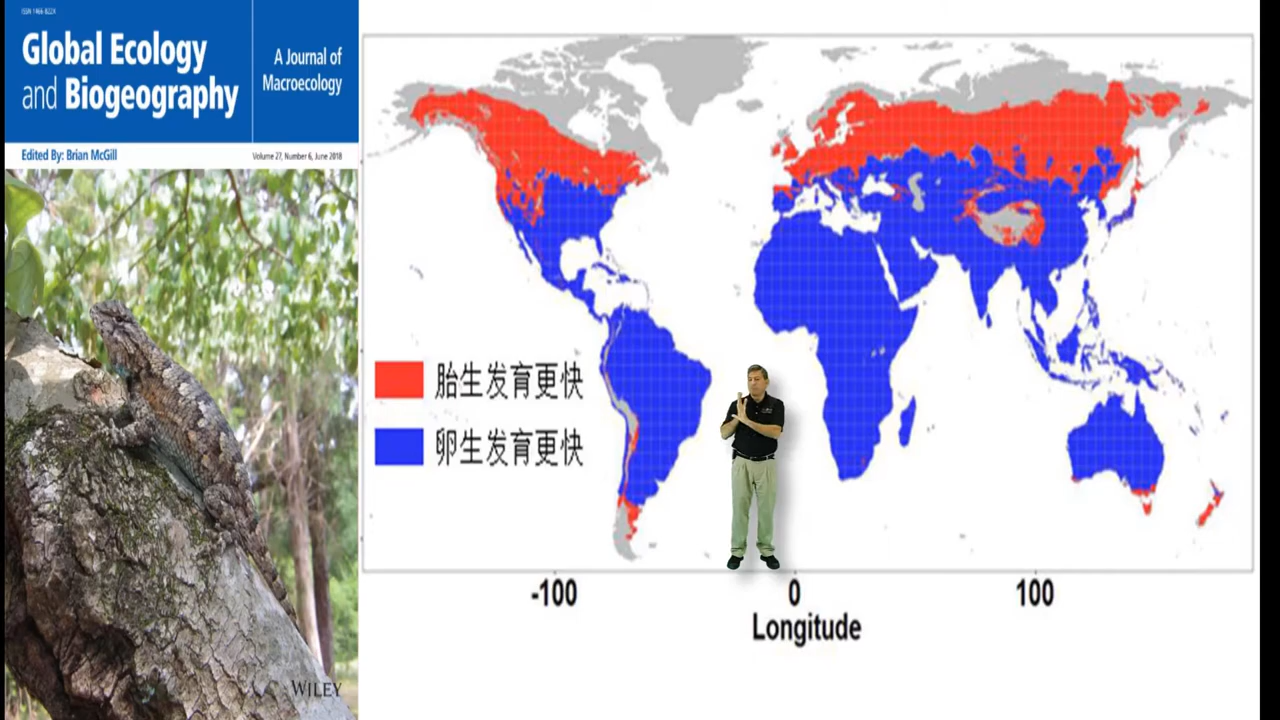 ISSN 1466-822X
Global Ecology
and Biogeography
A Journal of
Macroecology
Edited By: Brian McGill
Volume 27, Number 6, June 2018
WILEY
胎生发育更快
卵生发育更快
-100
0
100
Longitude